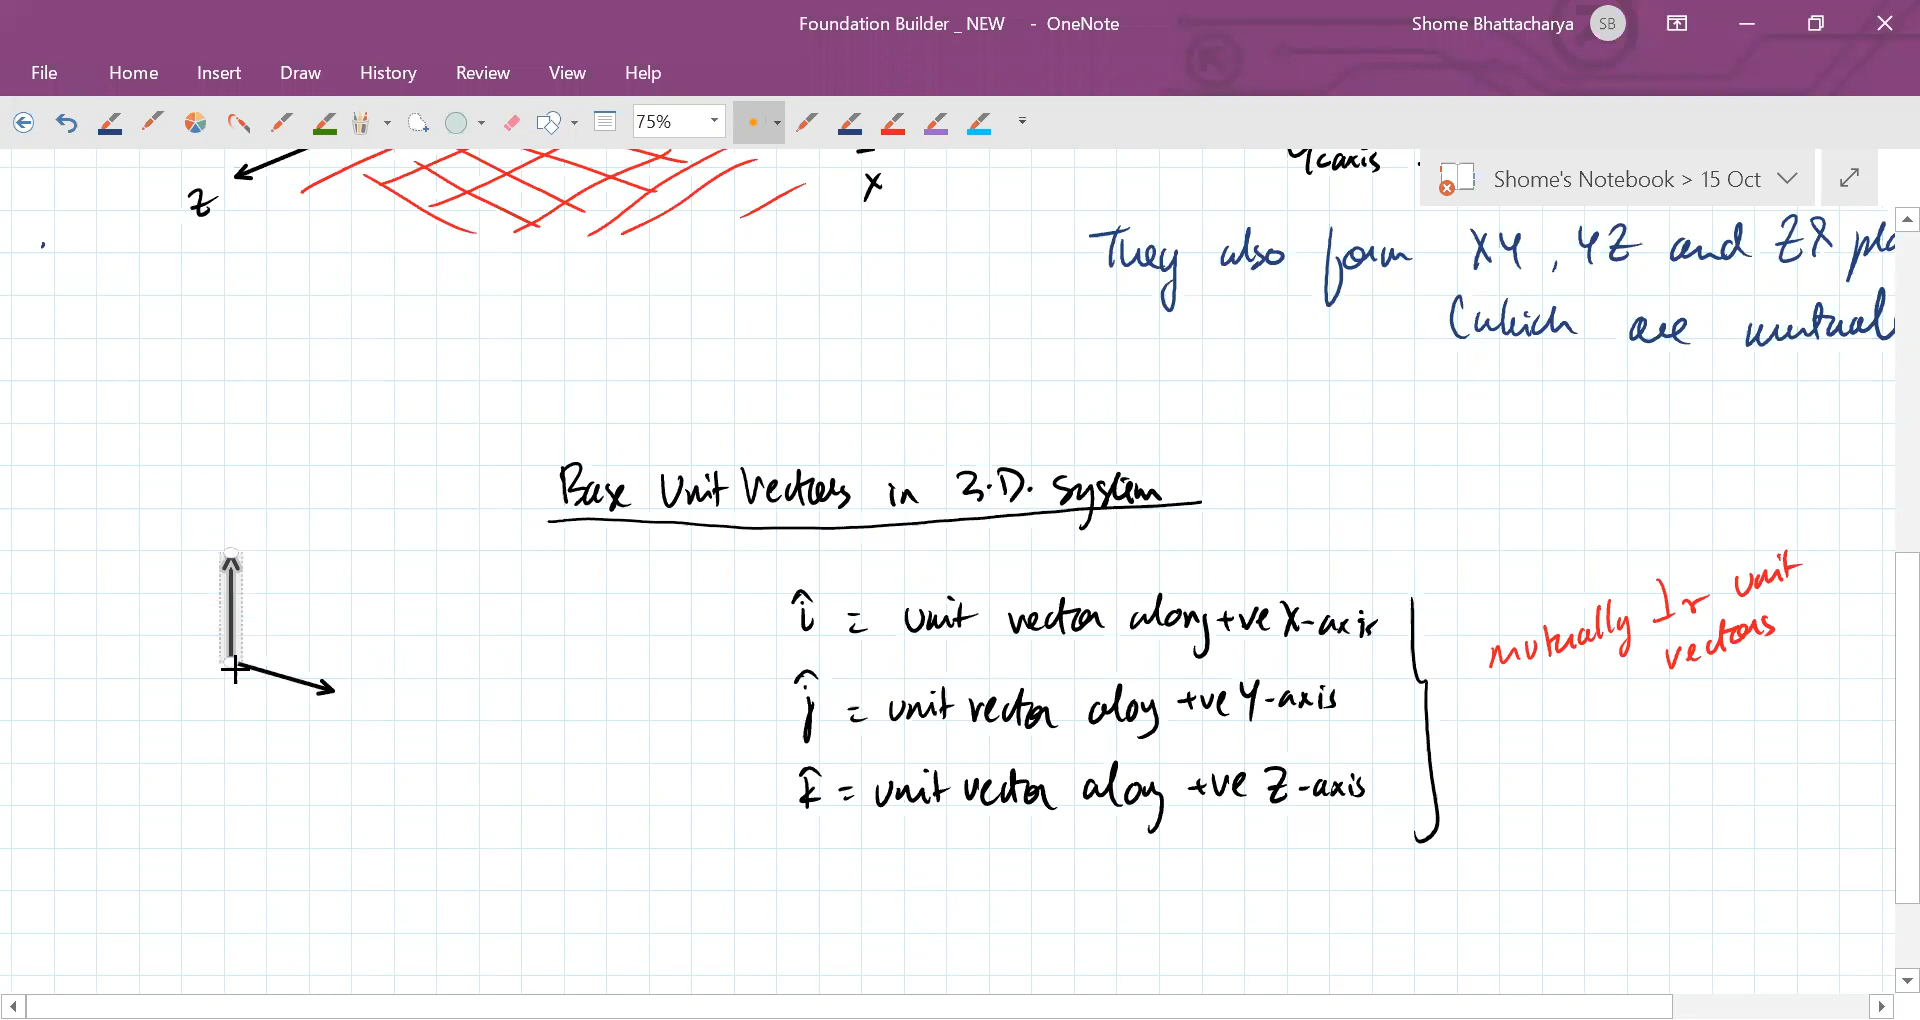 Foundation Builder _ NEW - OneNote
Shome Bhattacharya SB
File Home Insert Draw History Review View Help
75%
Y axis
Shome's Notebook > 15 Oct
Z
X
They also form XY, YZ and ZX pla
(which are mutual
Base Unit Vectors in 3.D. system
î = unit vector along +ve X-axis
ĵ = unit vector along +ve Y-axis
k̂ = unit vector along +ve Z-axis
mutually ⊥r unit
vectors